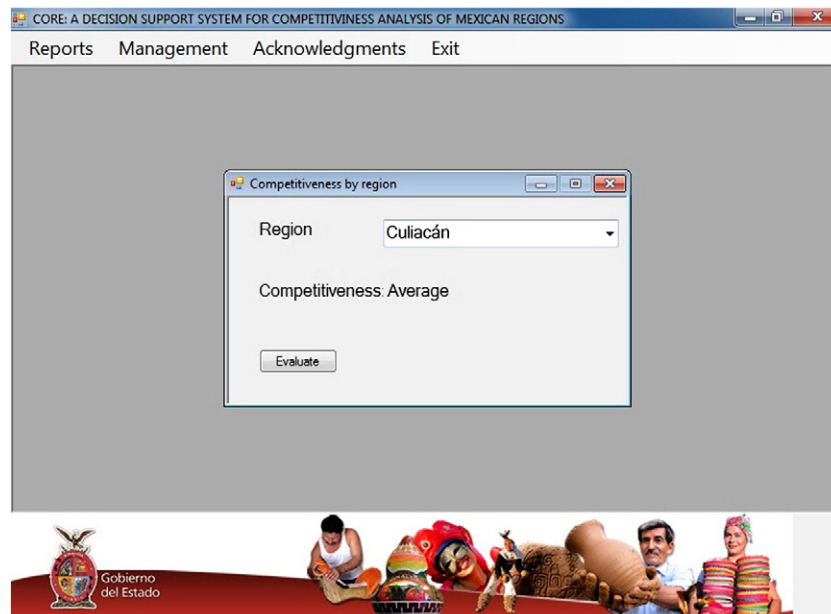 CORE: A DECISION SUPPORT SYSTEM FOR COMPETITIVINESS ANALYSIS OF MEXICAN REGIONS
Reports Management Acknowledgments Exit
Competitiveness by region
Region Culiacán
Competitiveness: Average
Evaluate
Gobierno
del Estado